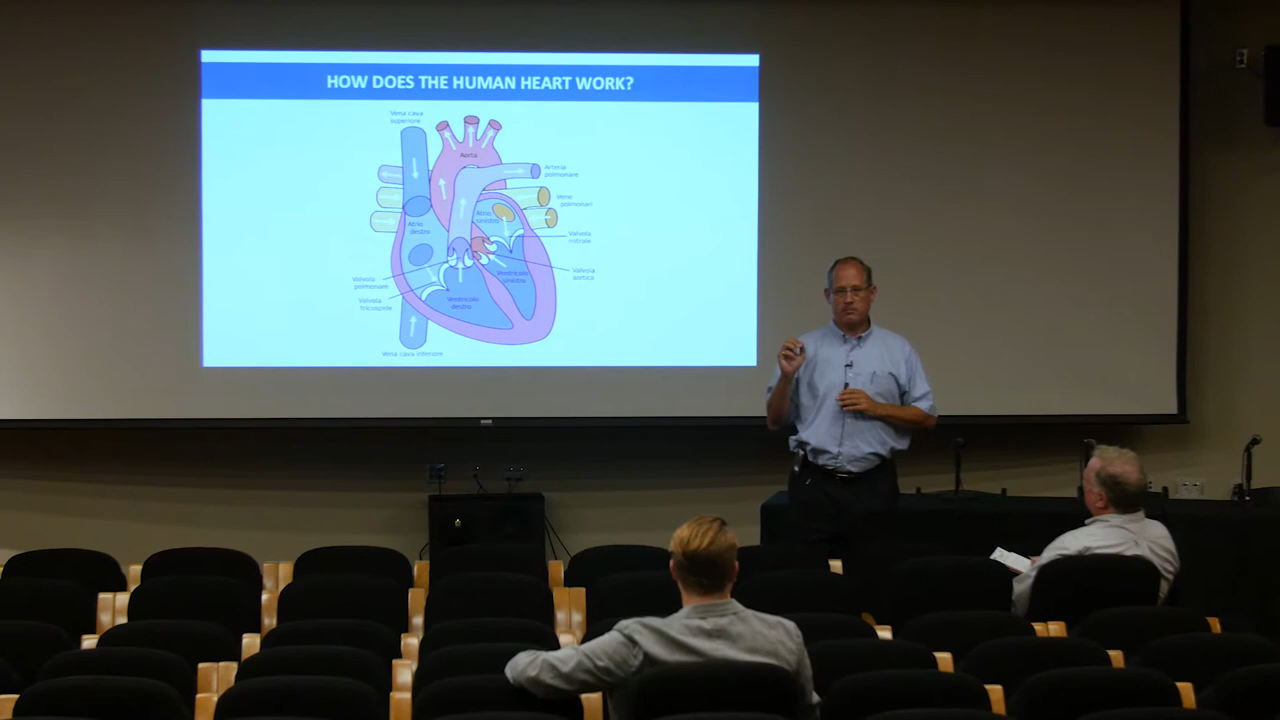 HOW DOES THE HUMAN HEART WORK?
Vena cava
superiore
Aorta
Arteria
polmonare
Vene
polmonari
Atrio
sinistro
Atrio
destro
Valvola
mitrale
Valvola
aortica
Ventricolo
sinistro
Valvola
polmonare
Valvola
tricuspide
Ventricolo
destro
Vena cava inferiore